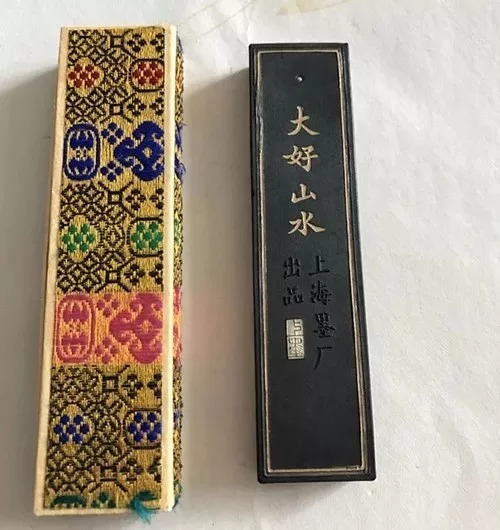 大好山水
上海墨厂
出品